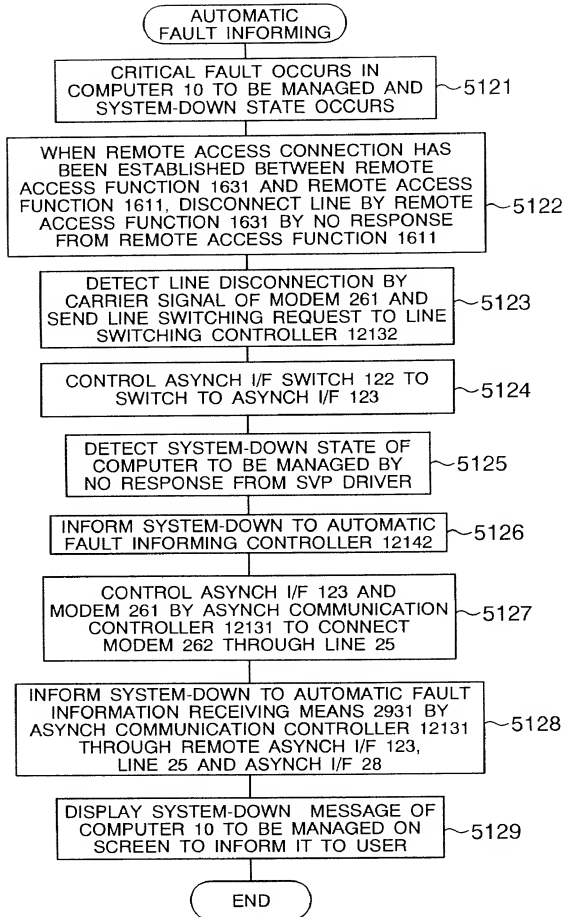 AUTOMATIC
FAULT INFORMING
CRITICAL FAULT OCCURS IN
COMPUTER 10 TO BE MANAGED AND
SYSTEM-DOWN STATE OCCURS
5121
WHEN REMOTE ACCESS CONNECTION HAS
BEEN ESTABLISHED BETWEEN REMOTE
ACCESS FUNCTION 1631 AND REMOTE ACCESS
FUNCTION 1611, DISCONNECT LINE BY REMOTE
ACCESS FUNCTION 1631 BY NO RESPONSE
FROM REMOTE ACCESS FUNCTION 1611
5122
DETECT LINE DISCONNECTION BY
CARRIER SIGNAL OF MODEM 261 AND
SEND LINE SWITCHING REQUEST TO LINE
SWITCHING CONTROLLER 12132
5123
CONTROL ASYNCH I/F SWITCH 122 TO
SWITCH TO ASYNCH I/F 123
5124
DETECT SYSTEM-DOWN STATE OF
COMPUTER TO BE MANAGED BY
NO RESPONSE FROM SVP DRIVER
5125
INFORM SYSTEM-DOWN TO AUTOMATIC
FAULT INFORMING CONTROLLER 12142
5126
CONTROL ASYNCH I/F 123 AND
MODEM 261 BY ASYNCH COMMUNICATION
CONTROLLER 12131 TO CONNECT
MODEM 262 THROUGH LINE 25
5127
INFORM SYSTEM-DOWN TO AUTOMATIC FAULT
INFORMATION RECEIVING MEANS 2931 BY
ASYNCH COMMUNICATION CONTROLLER 12131
THROUGH REMOTE ASYNCH I/F 123,
LINE 25 AND ASYNCH I/F 28
5128
DISPLAY SYSTEM-DOWN MESSAGE OF
COMPUTER 10 TO BE MANAGED ON
SCREEN TO INFORM IT TO USER
5129
END